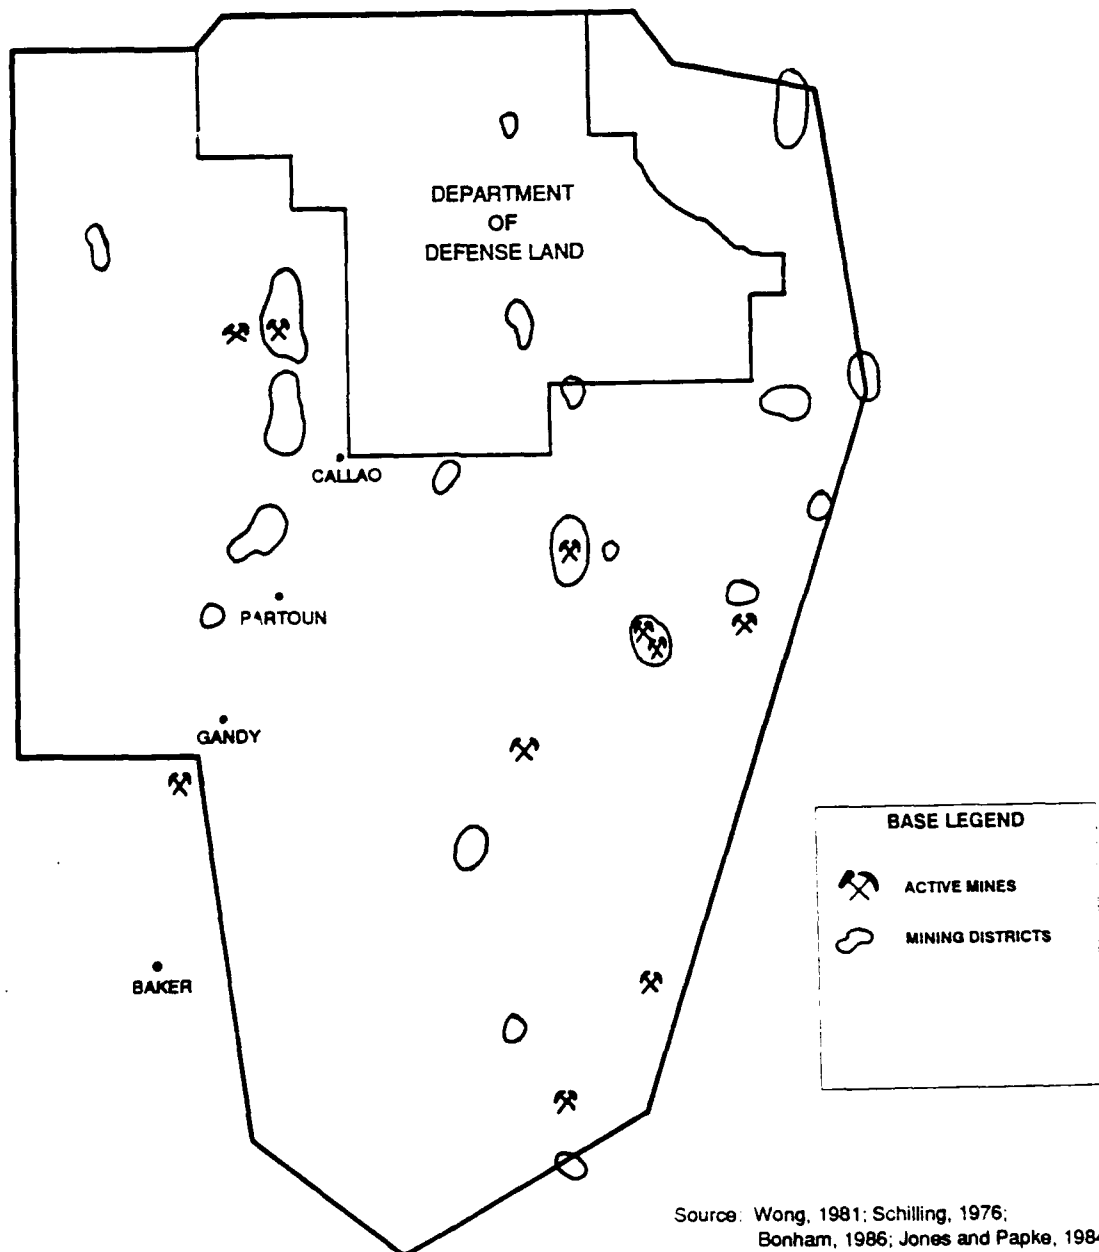 DEPARTMENT
OF
DEFENSE LAND
CALLAO
PARTOUN
GANDY
BAKER
BASE LEGEND
ACTIVE MINES
MINING DISTRICTS
Source: Wong, 1981; Schilling, 1976;
Bonham, 1986; Jones and Papke, 1984